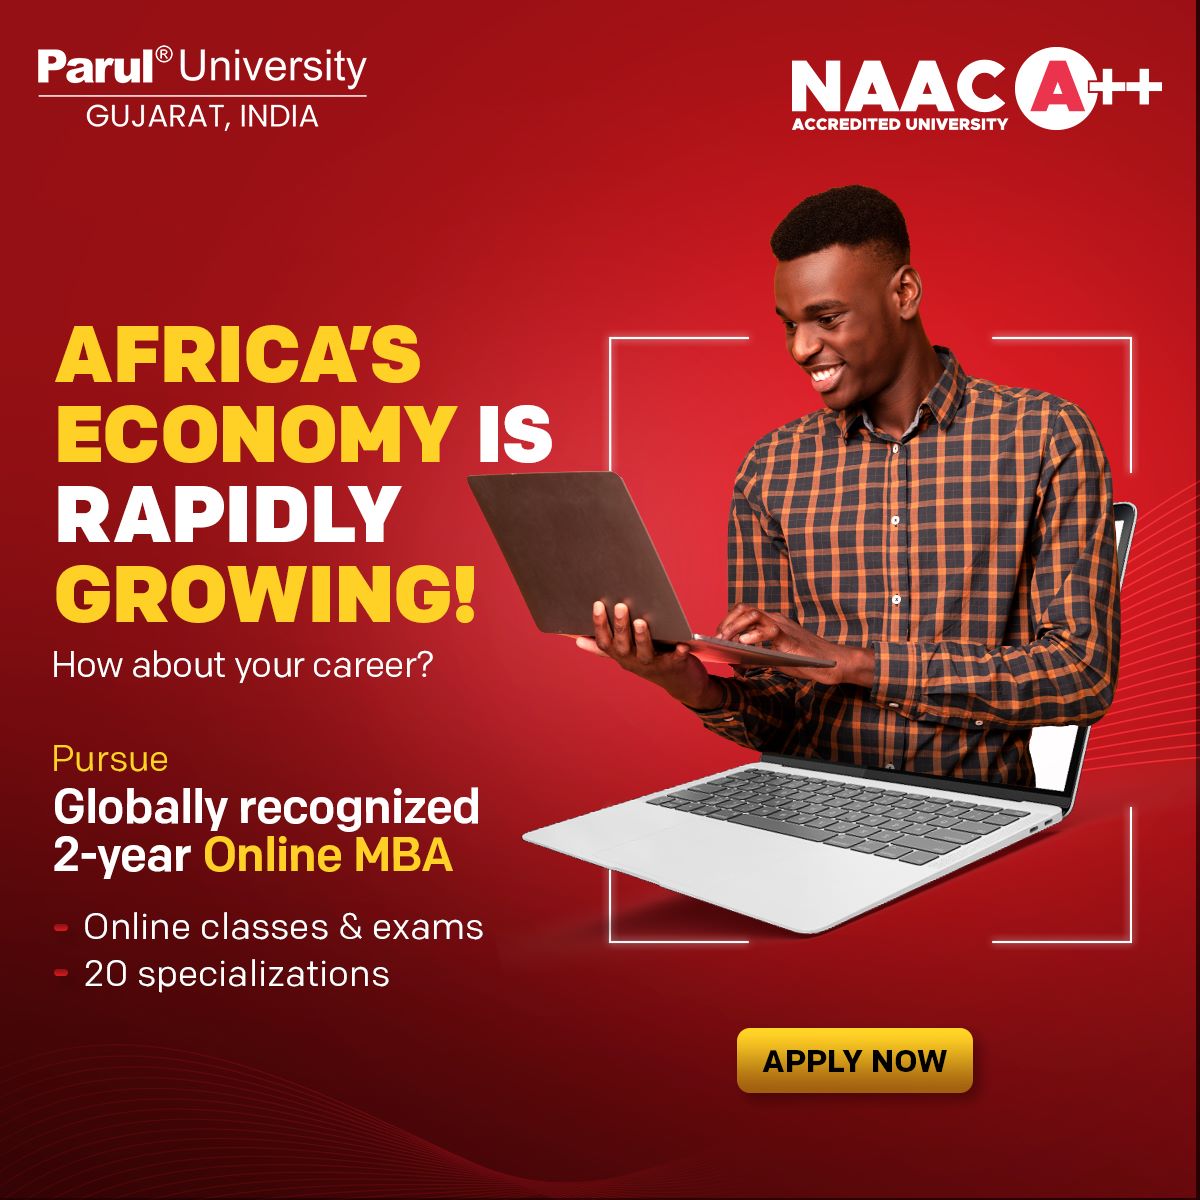 Parul® University
GUJARAT, INDIA
NAAC A++
ACCREDITED UNIVERSITY
AFRICA'S
ECONOMY IS
RAPIDLY
GROWING!
How about your career?
Pursue
Globally recognized
2-year Online MBA
- Online classes & exams
- 20 specializations
APPLY NOW